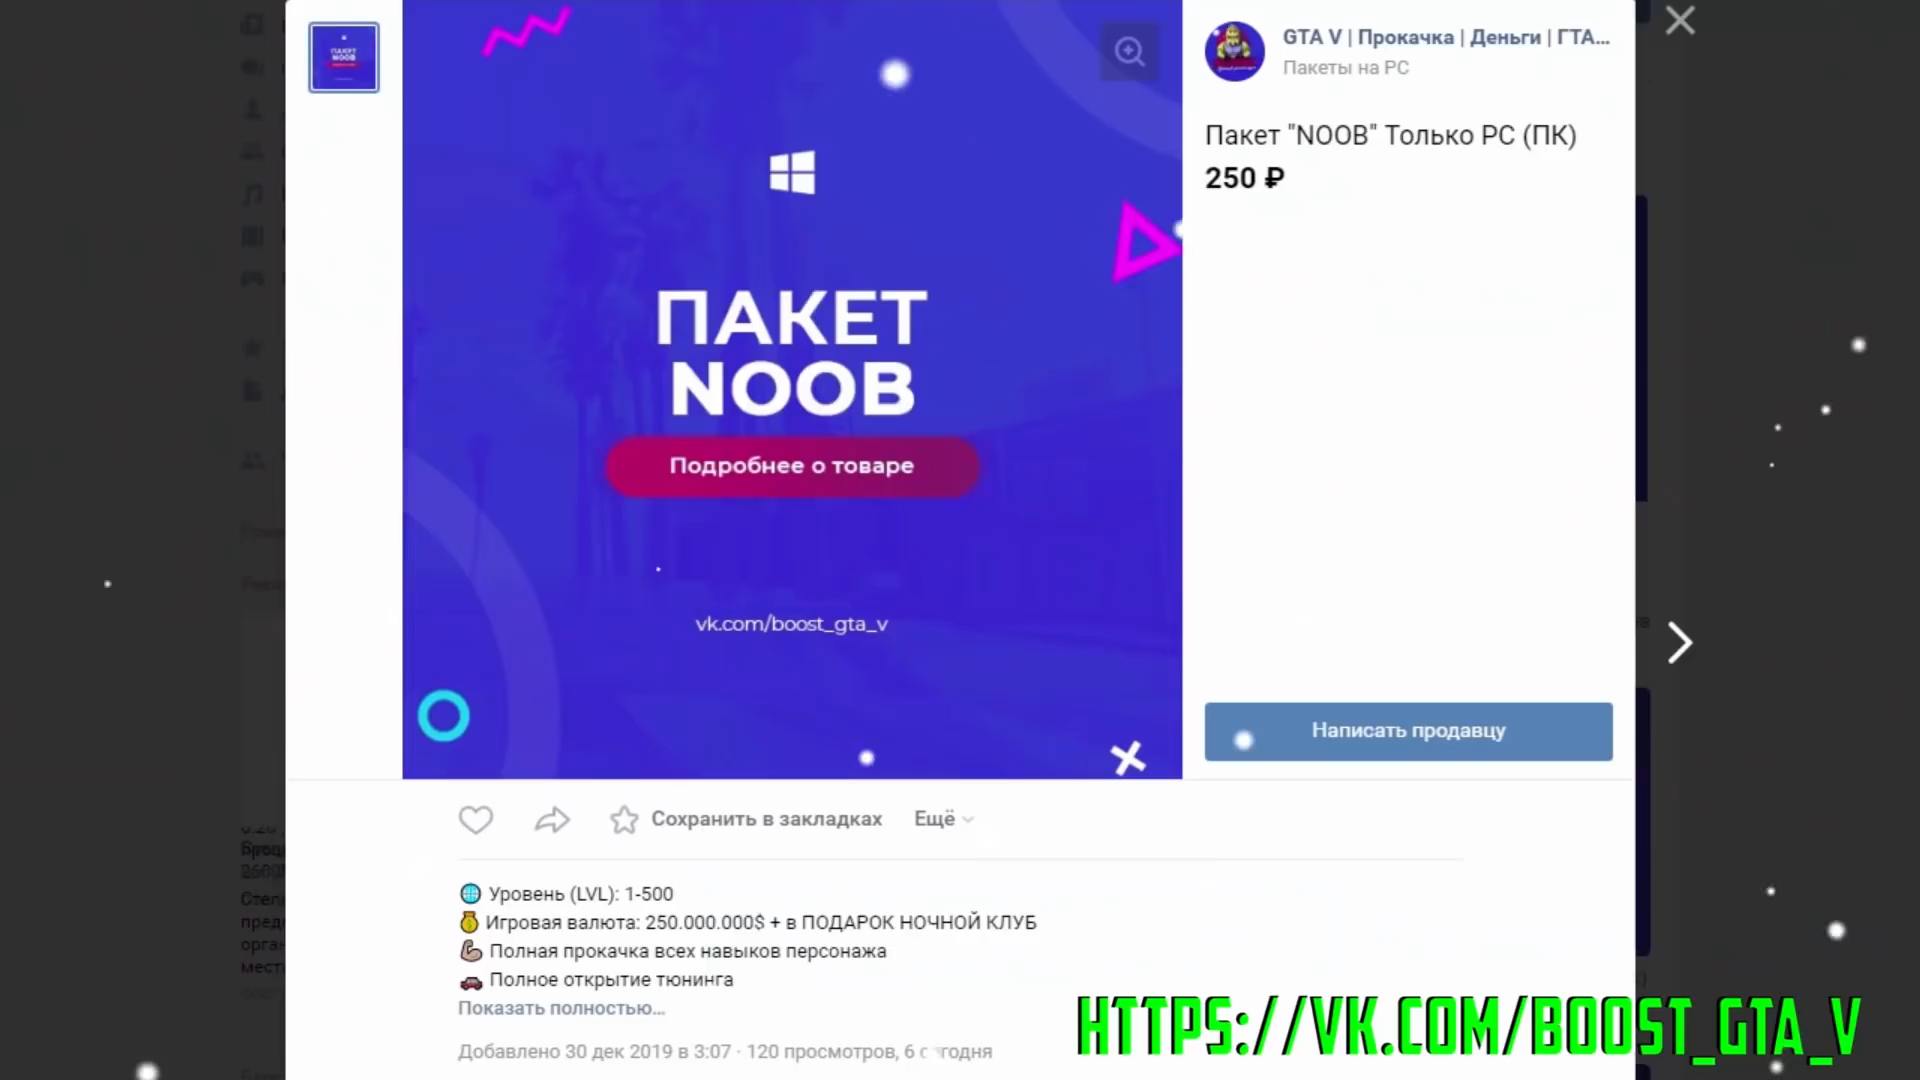 GTA V | Прокачка | Деньги | ГТА...
Пакеты на PC
Пакет "NOOB" Только PC (ПК)
250 ₽
ПАКЕТ
NOOB
ПАКЕТ
NOOB
Подробнее о товаре
vk.com/boost_gta_v
Написать продавцу
Сохранить в закладках
Ещё
Уровень (LVL): 1-500
Игровая валюта: 250.000.000$ + в ПОДАРОК НОЧНОЙ КЛУБ
Полная прокачка всех навыков персонажа
Полное открытие тюнинга
Показать полностью...
Добавлено 30 дек 2019 в 3:07 · 120 просмотров, 6 сегодня
HTTPS://VK.COM/BOOST_GTA_V